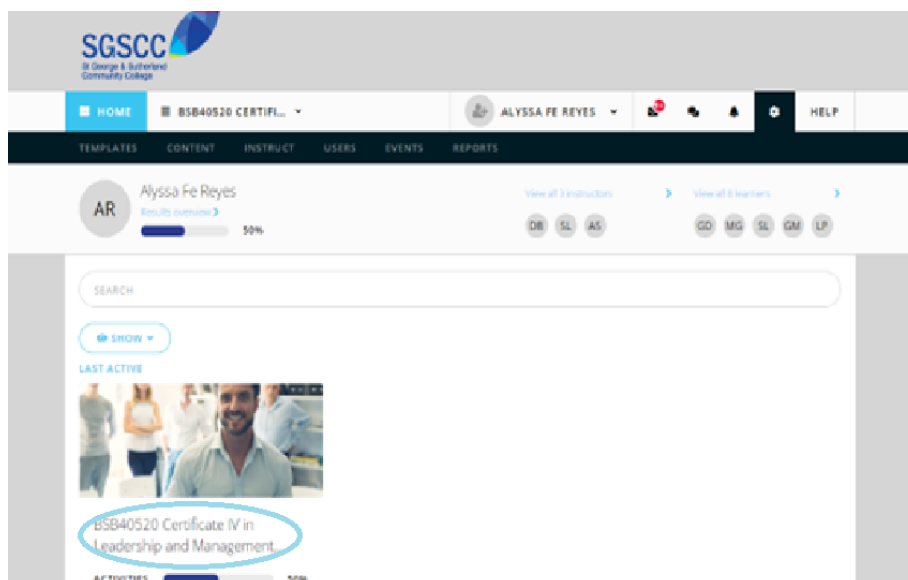 SGSCC
St George & Sutherland
Community College
HOME
BSB40520 CERTIFI...
ALYSSA FE REYES
HELP
TEMPLATES CONTENT INSTRUCT USERS EVENTS REPORTS
AR
Alyssa Fe Reyes
Results overview
50%
View all 3 instructors
DB SL AS
View all 8 learners
GD MG SL GM LP
SEARCH
SHOW
LAST ACTIVE
BSB40520 Certificate IV in
Leadership and Management...
ACTIVITIES 50%